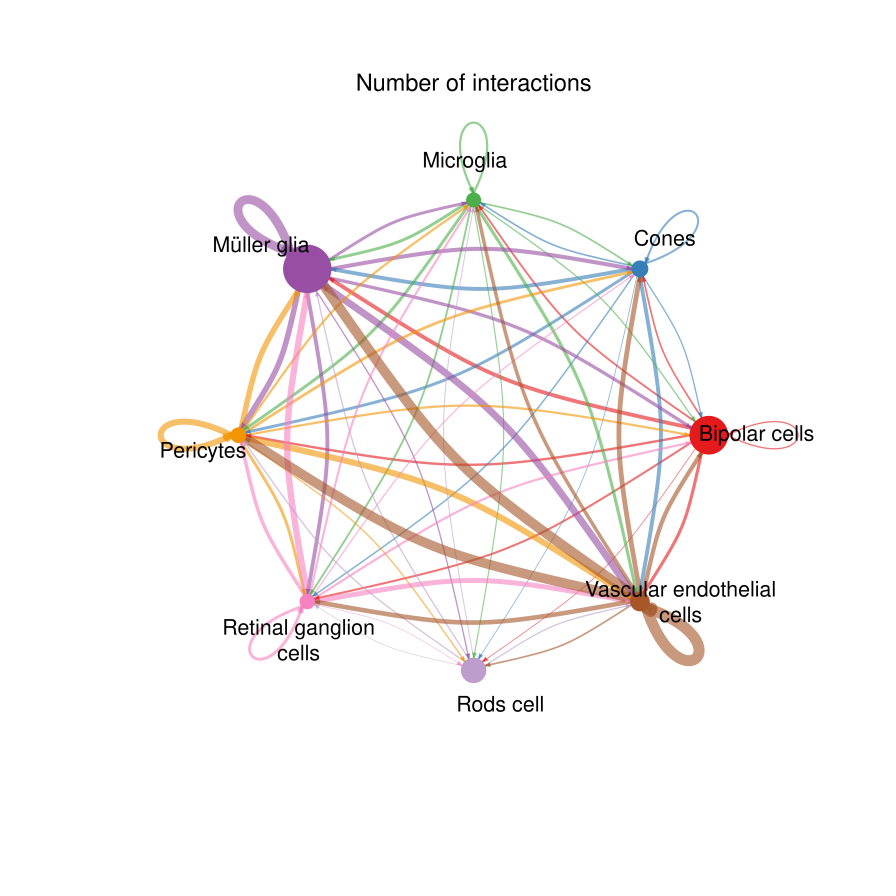 Number of interactions
Microglia
Cones
Müller glia
Bipolar cells
Pericytes
Vascular endothelial
cells
Retinal ganglion
cells
Rods cell